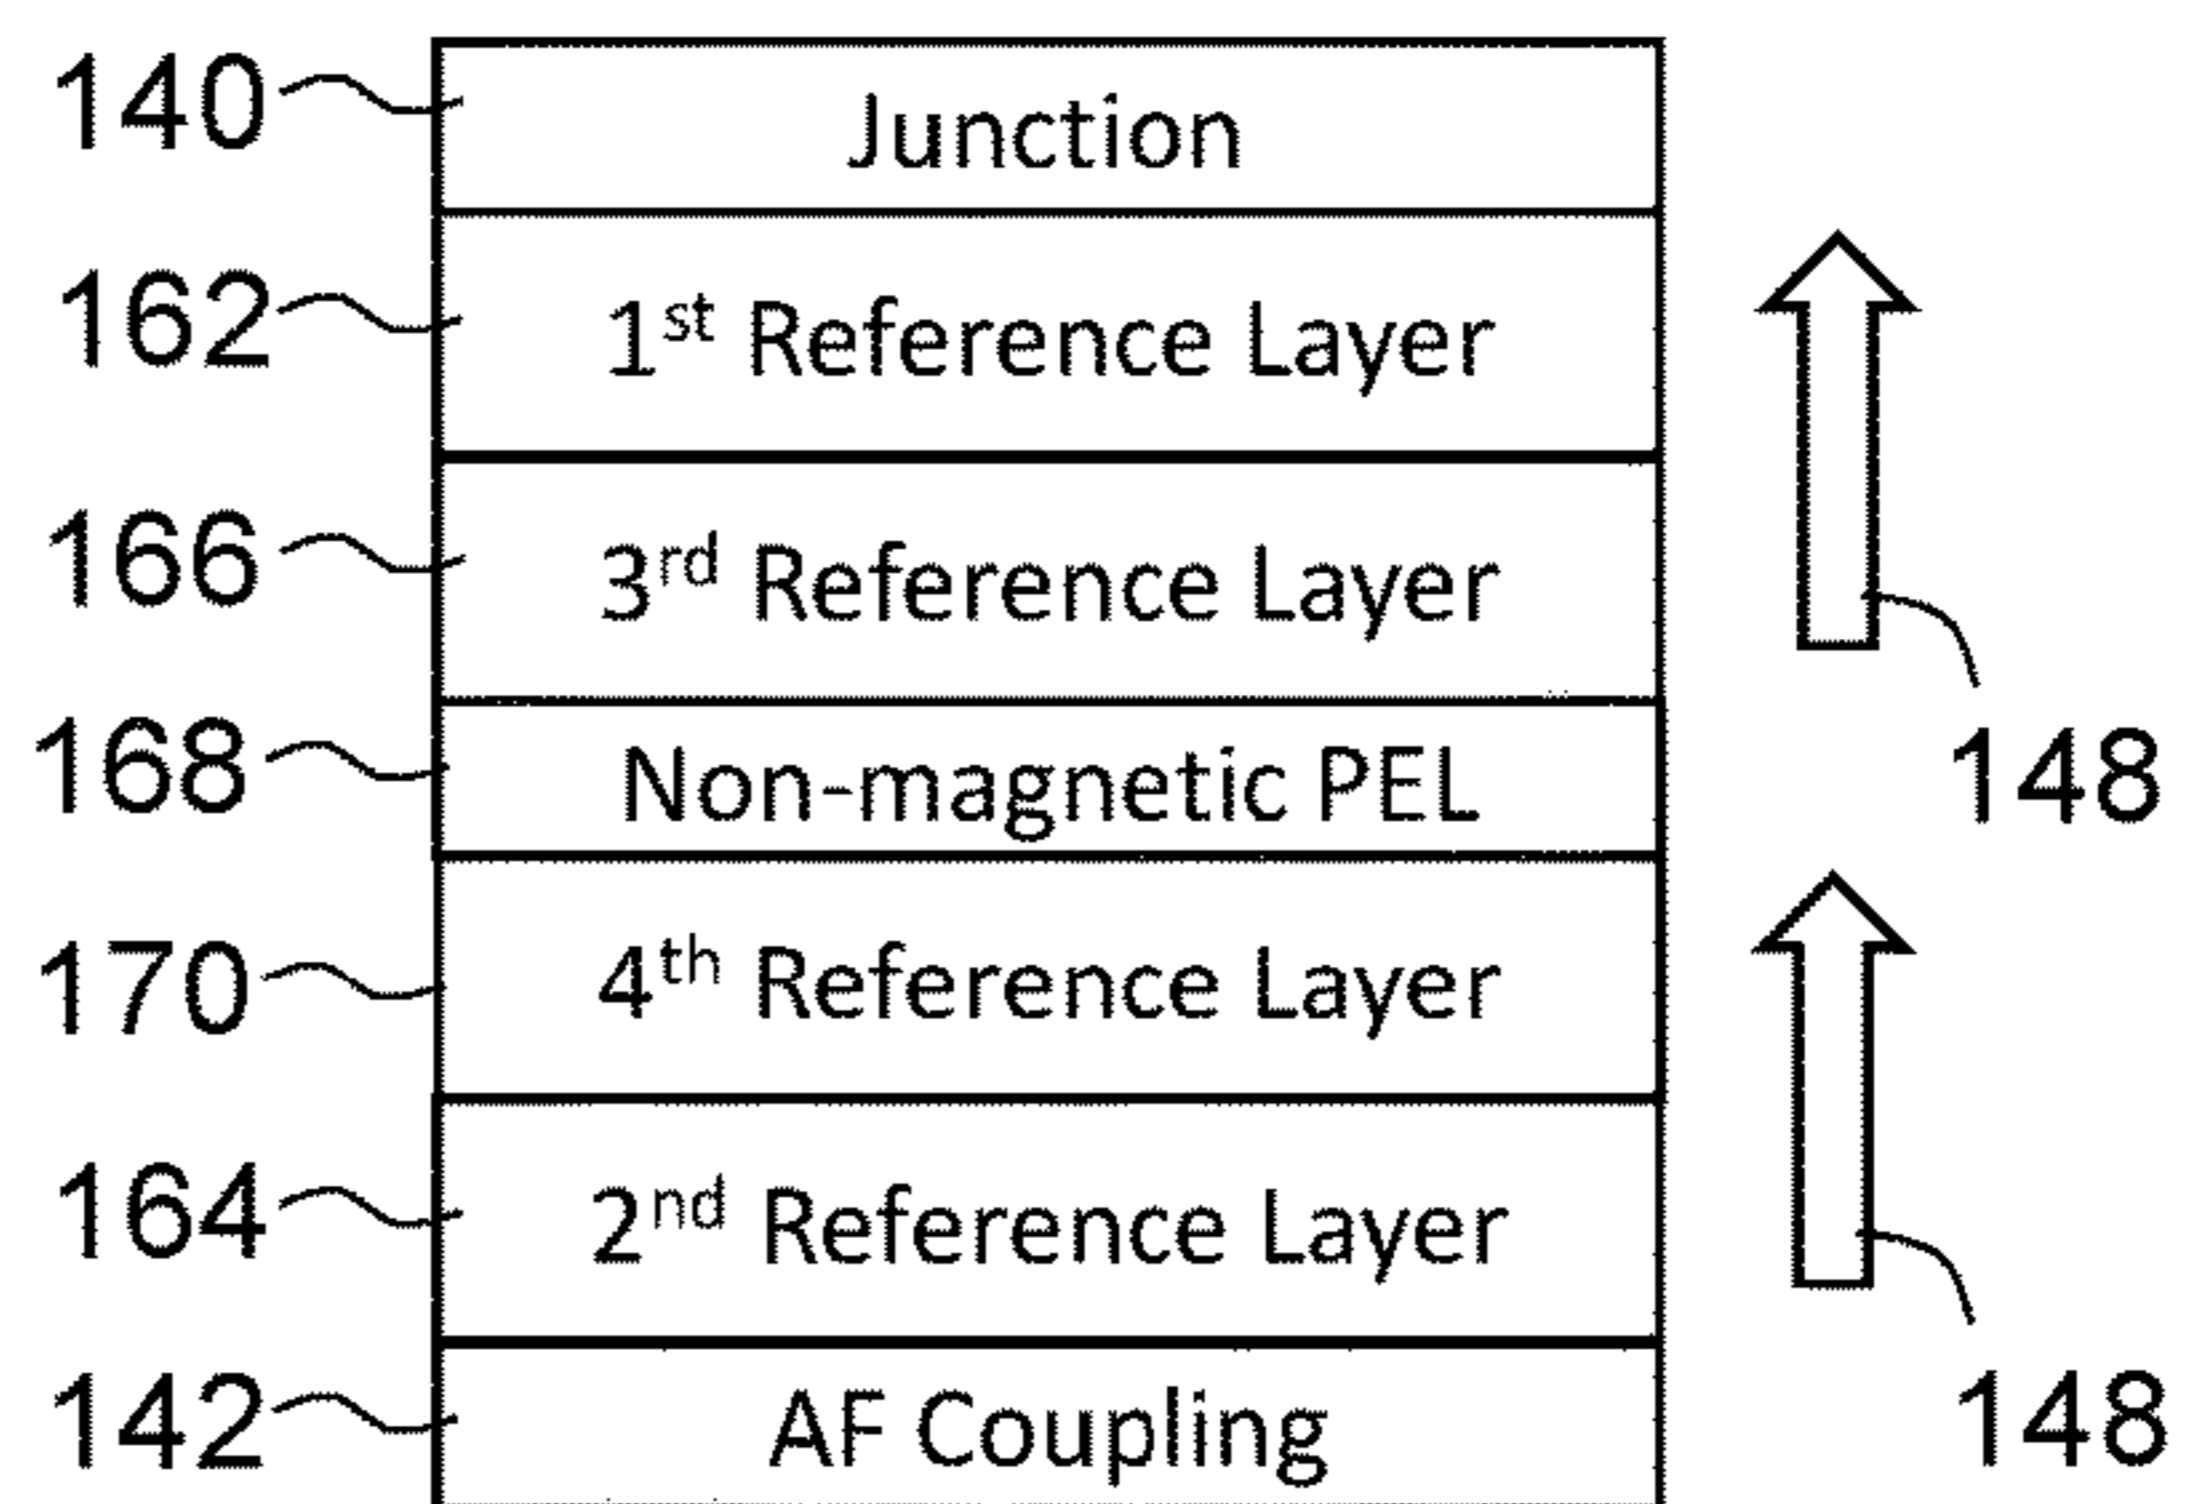 140 Junction
162 1st Reference Layer
166 3rd Reference Layer
168 Non-magnetic PEL
148
170 4th Reference Layer
164 2nd Reference Layer
142 AF Coupling
148